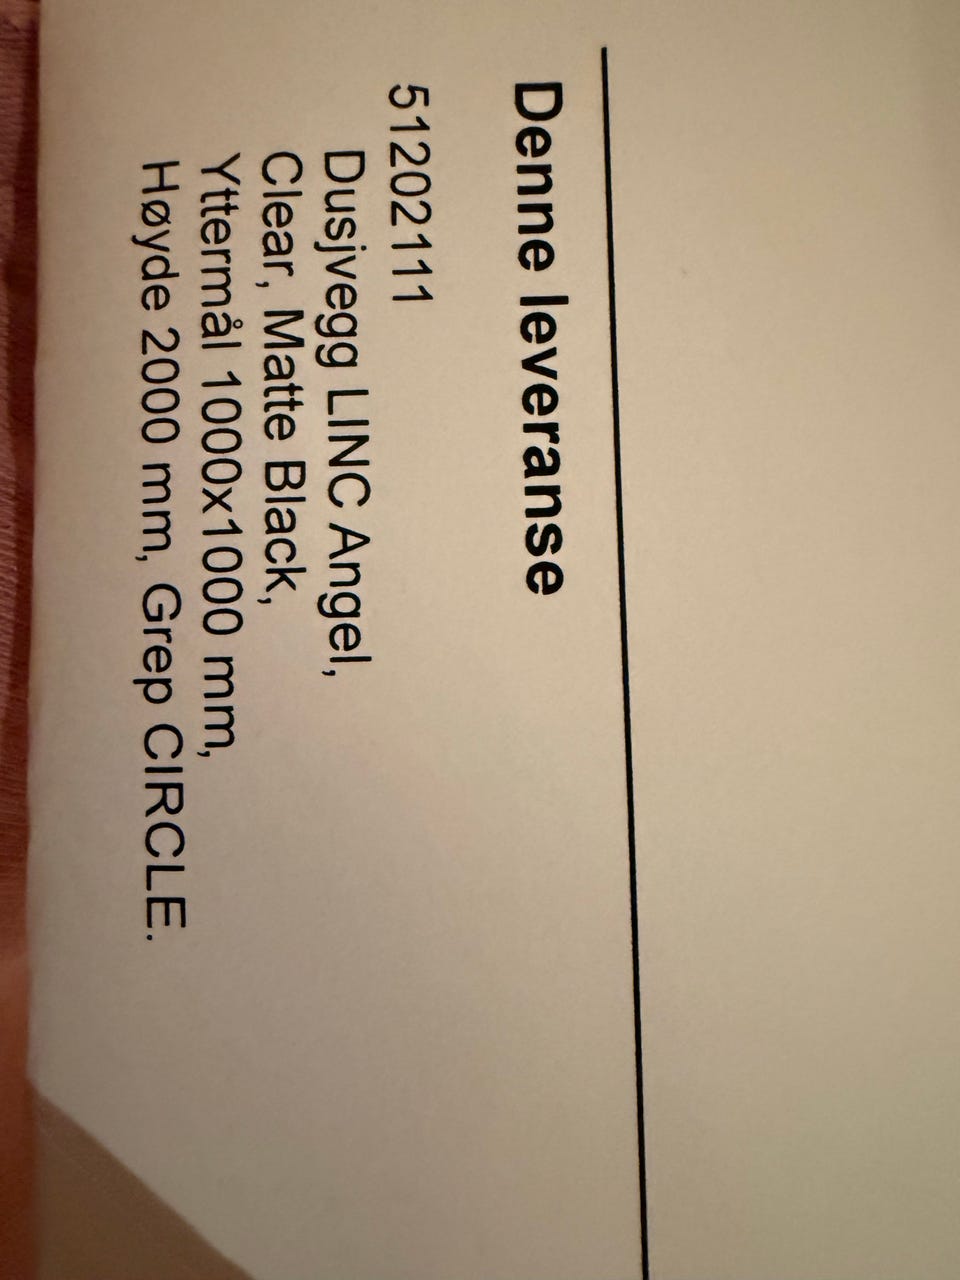 Denne leveranse
51202111
Dusjvegg LINC Angel,
Clear, Matte Black,
Yttermål 1000x1000 mm,
Høyde 2000 mm, Grep CIRCLE.